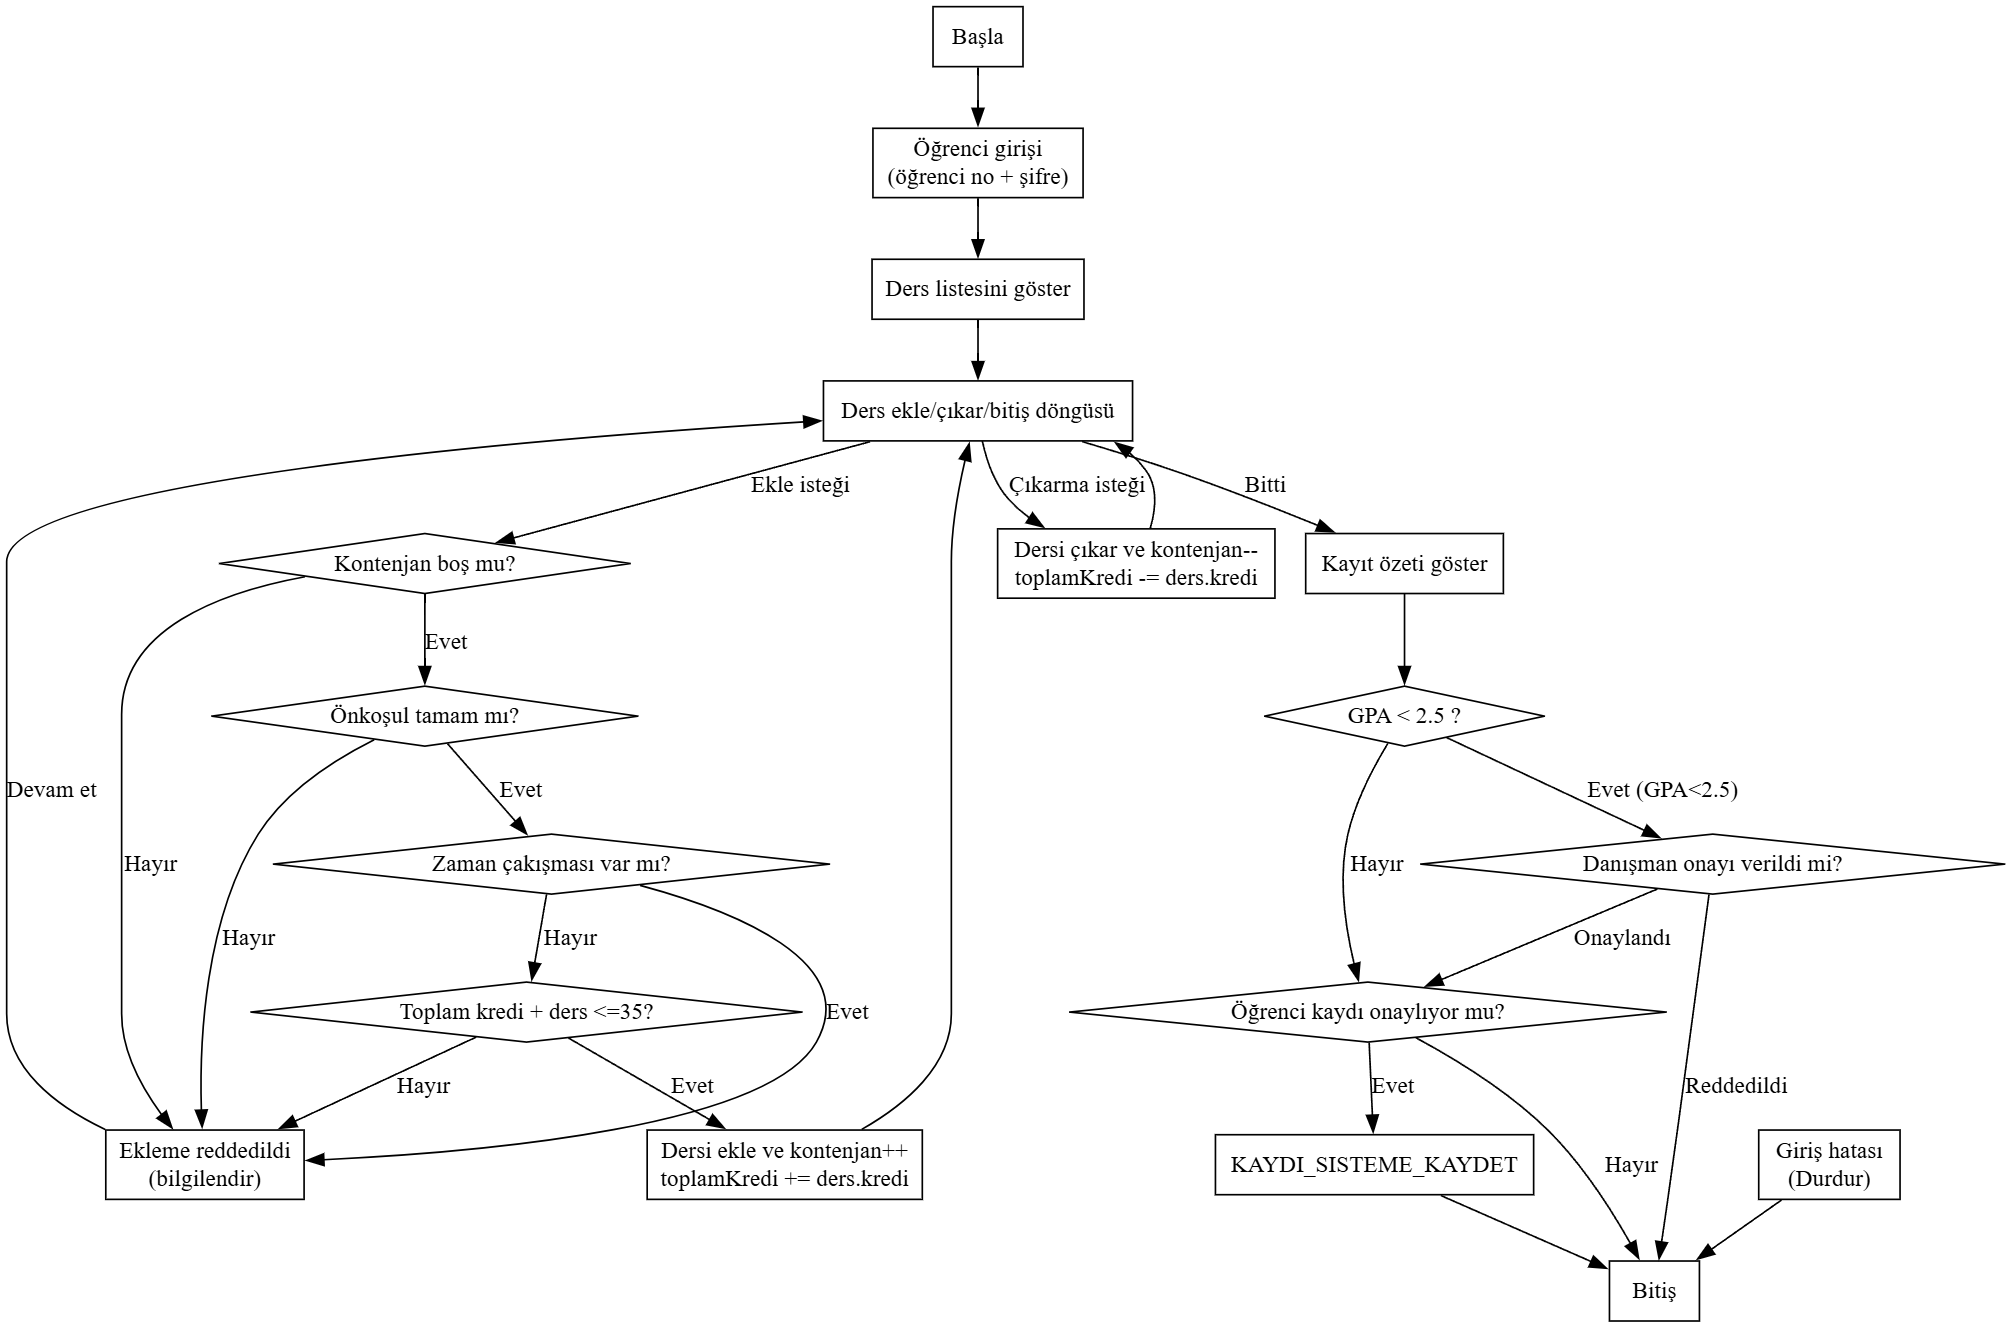 Başla
Öğrenci girişi
(öğrenci no + şifre)
Ders listesini göster
Ders ekle/çıkar/bitiş döngüsü
Ekle isteği
Çıkarma isteği
Bitti
Kontenjan boş mu?
Dersi çıkar ve kontenjan--
toplamKredi -= ders.kredi
Kayıt özeti göster
Evet
Önkoşul tamam mı?
GPA < 2.5 ?
Devam et
Evet
Evet (GPA<2.5)
Hayır
Zaman çakışması var mı?
Hayır
Danışman onayı verildi mi?
Hayır
Hayır
Onaylandı
Toplam kredi + ders <=35?
Evet
Öğrenci kaydı onaylıyor mu?
Hayır
Evet
Evet
Reddedildi
Ekleme reddedildi
(bilgilendir)
Dersi ekle ve kontenjan++
toplamKredi += ders.kredi
KAYDI_SISTEME_KAYDET
Hayır
Giriş hatası
(Durdur)
Bitiş